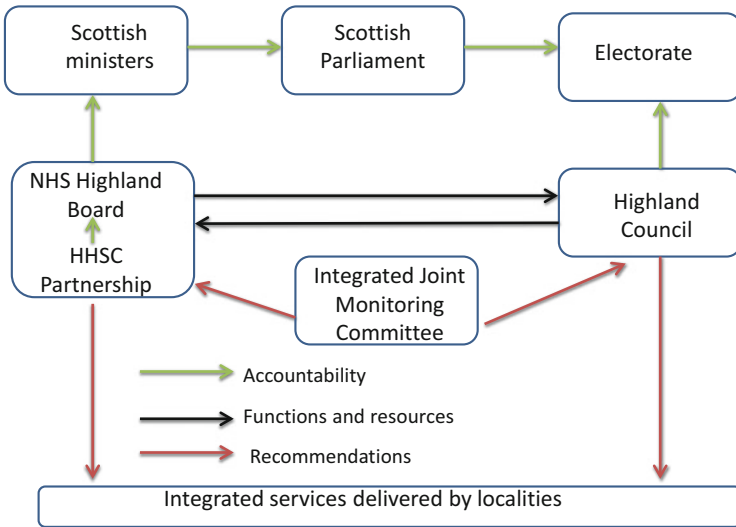 Scottish
ministers
Scottish
Parliament
Electorate
NHS Highland
Board
HHSC
Partnership
Highland
Council
Integrated Joint
Monitoring
Committee
Accountability
Functions and resources
Recommendations
Integrated services delivered by localities